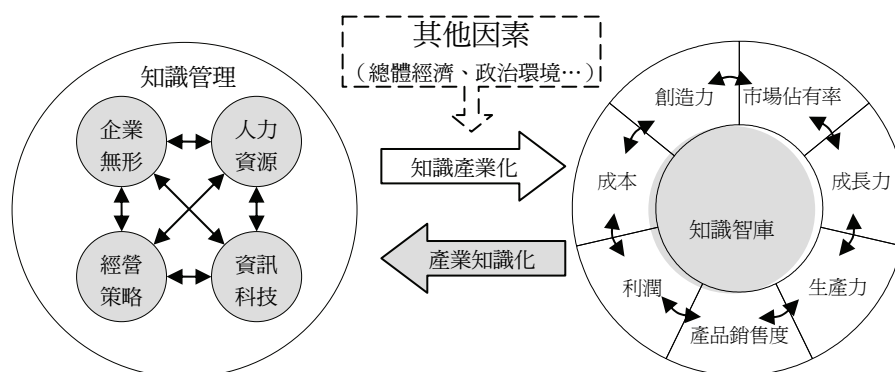 其他因素
（總體經濟、政治環境…）
知識管理
企業
無形
人力
資源
經營
策略
資訊
科技
知識產業化
產業知識化
創造力
市場佔有率
成本
成長力
知識智庫
利潤
生產力
產品銷售度